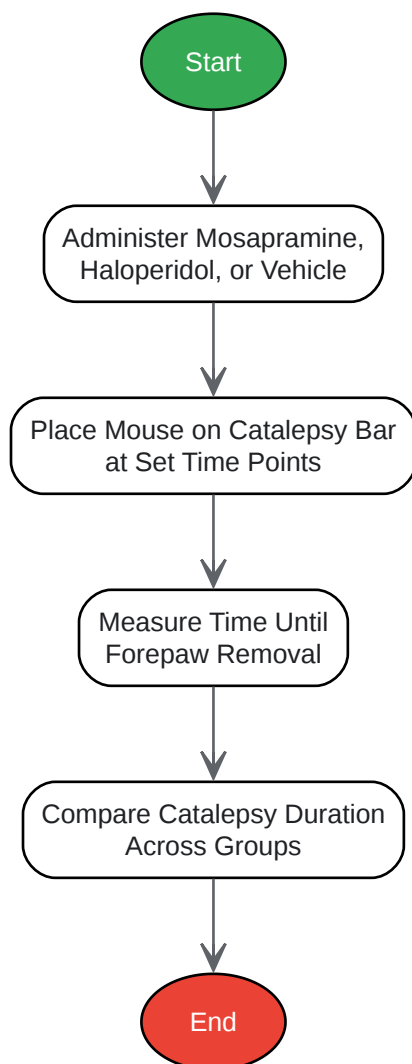 Start
Administer Mosapramine,
Haloperidol, or Vehicle
Place Mouse on Catalepsy Bar
at Set Time Points
Measure Time Until
Forepaw Removal
Compare Catalepsy Duration
Across Groups
End